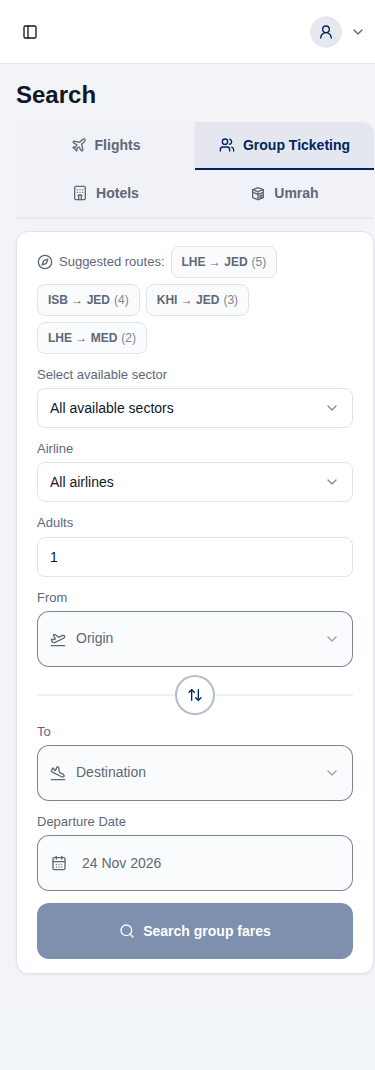 Search
Flights
Group Ticketing
Hotels
Umrah
Suggested routes: LHE → JED (5)
ISB → JED (4) KHI → JED (3)
LHE → MED (2)
Select available sector
All available sectors
Airline
All airlines
Adults
1
From
Origin
To
Destination
Departure Date
24 Nov 2026
Search group fares